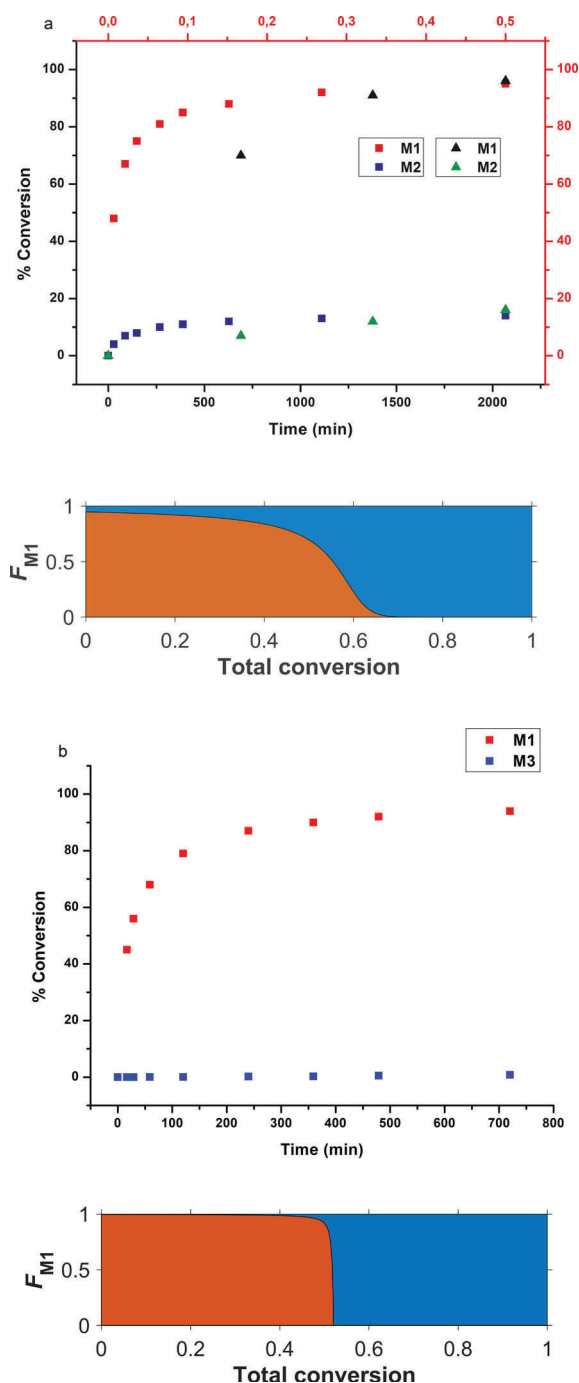 a
0,0 0,1 0,2 0,3 0,4 0,5
100 100
80 80
60 60
40 40
20 20
0 0
% Conversion
M1 M1
M2 M2
0 500 1000 1500 2000
Time (min)
1
0.5
0
F M1
0 0.2 0.4 0.6 0.8 1
Total conversion
b
M1
M3
100
80
60
40
20
0
% Conversion
0 100 200 300 400 500 600 700 800
Time (min)
1
0.5
0
F M1
0 0.2 0.4 0.6 0.8 1
Total conversion